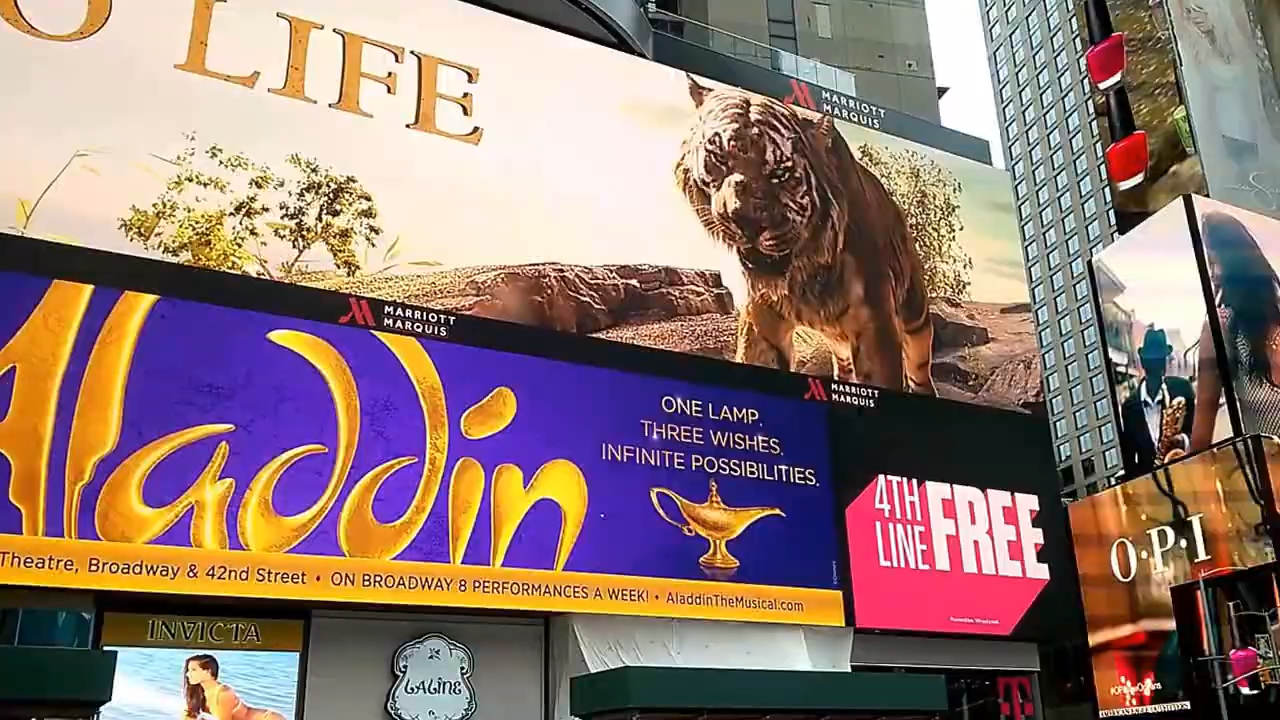 O LIFE
MARRIOTT
MARQUIS
MARRIOTT
MARQUIS
MARRIOTT
MARQUIS
Aladdin
ONE LAMP.
THREE WISHES.
INFINITE POSSIBILITIES.
Theatre, Broadway & 42nd Street • ON BROADWAY 8 PERFORMANCES A WEEK! • AladdinTheMusical.com
4TH
LINE
FREE
O·P·I
INVICTA
LALINE
T